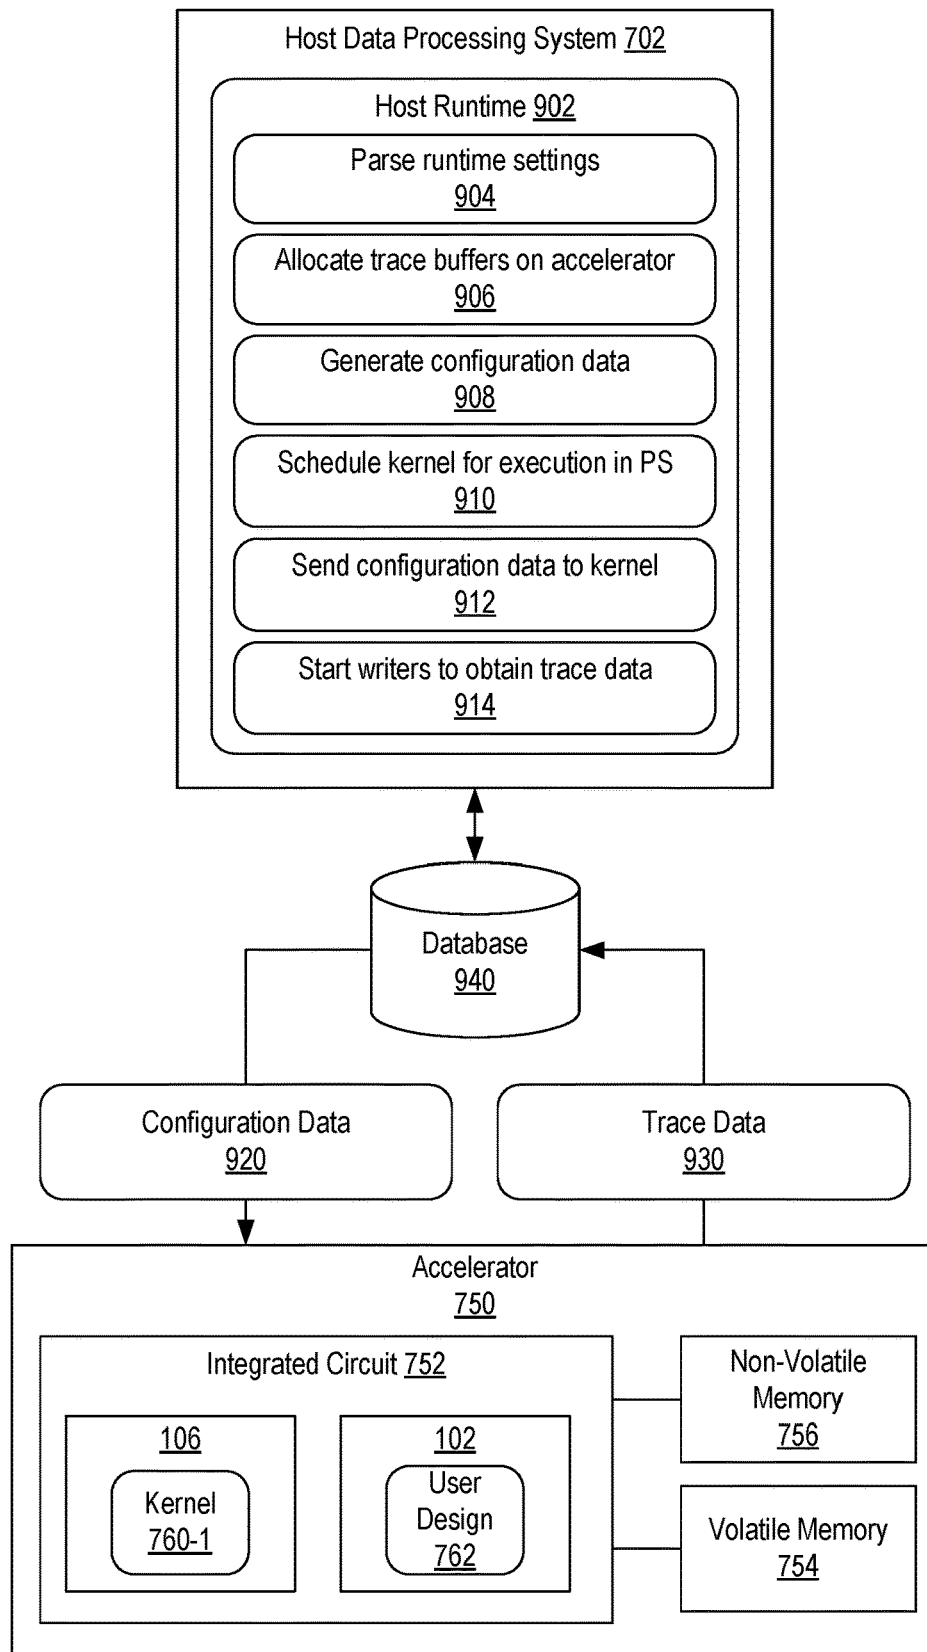 Host Data Processing System 702
Host Runtime 902
Parse runtime settings
904
Allocate trace buffers on accelerator
906
Generate configuration data
908
Schedule kernel for execution in PS
910
Send configuration data to kernel
912
Start writers to obtain trace data
914
Database
940
Configuration Data
920
Trace Data
930
Accelerator
750
Integrated Circuit 752
106
Kernel
760-1
102
User
Design
762
Non-Volatile
Memory
756
Volatile Memory
754